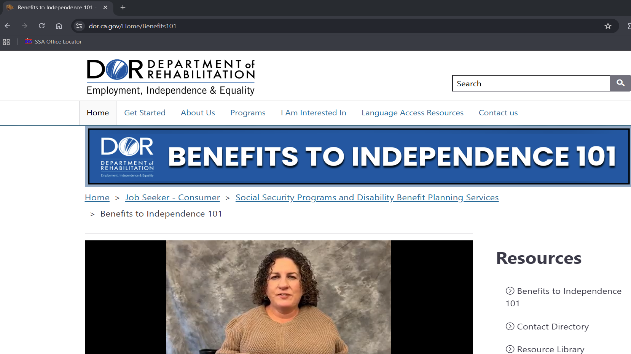 Benefits to Independence 101
dor.ca.gov/Home/Benefits101
SSA Office Locator
DOR DEPARTMENT of REHABILITATION
Employment, Independence & Equality
Search
Home Get Started About Us Programs I Am Interested In Language Access Resources Contact us
DOR
DEPARTMENT of
REHABILITATION
Employment, Independence & Equality
BENEFITS TO INDEPENDENCE 101
Home > Job Seeker - Consumer > Social Security Programs and Disability Benefit Planning Services
> Benefits to Independence 101
Resources
Benefits to Independence
101
Contact Directory
Resource Library